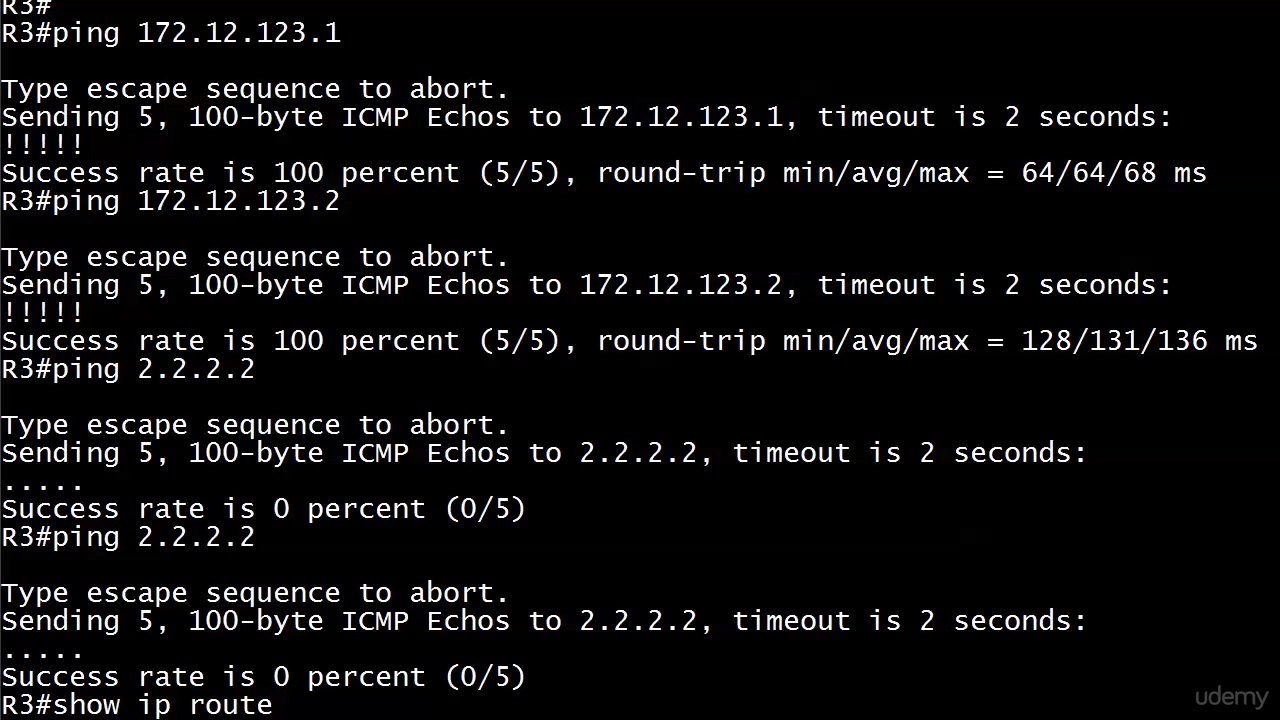 R3#
R3#ping 172.12.123.1
Type escape sequence to abort.
Sending 5, 100-byte ICMP Echos to 172.12.123.1, timeout is 2 seconds:
!!!!!
Success rate is 100 percent (5/5), round-trip min/avg/max = 64/64/68 ms
R3#ping 172.12.123.2
Type escape sequence to abort.
Sending 5, 100-byte ICMP Echos to 172.12.123.2, timeout is 2 seconds:
!!!!!
Success rate is 100 percent (5/5), round-trip min/avg/max = 128/131/136 ms
R3#ping 2.2.2.2
Type escape sequence to abort.
Sending 5, 100-byte ICMP Echos to 2.2.2.2, timeout is 2 seconds:
.....
Success rate is 0 percent (0/5)
R3#ping 2.2.2.2
Type escape sequence to abort.
Sending 5, 100-byte ICMP Echos to 2.2.2.2, timeout is 2 seconds:
.....
Success rate is 0 percent (0/5)
R3#show ip route
udemy